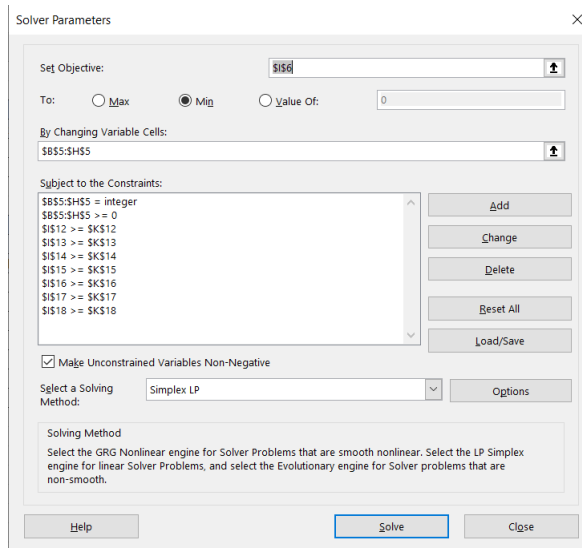 Solver Parameters
Set Objective:
$I$6
To:
Max
Min
Value Of:
0
By Changing Variable Cells:
$B$5:$H$5
Subject to the Constraints:
$B$5:$H$5 = integer
$B$5:$H$5 >= 0
$I$12 >= $K$12
$I$13 >= $K$13
$I$14 >= $K$14
$I$15 >= $K$15
$I$16 >= $K$16
$I$17 >= $K$17
$I$18 >= $K$18
Add
Change
Delete
Reset All
Load/Save
Make Unconstrained Variables Non-Negative
Select a Solving
Method:
Simplex LP
Options
Solving Method
Select the GRG Nonlinear engine for Solver Problems that are smooth nonlinear. Select the LP Simplex
engine for linear Solver Problems, and select the Evolutionary engine for Solver problems that are
non-smooth.
Help
Solve
Close